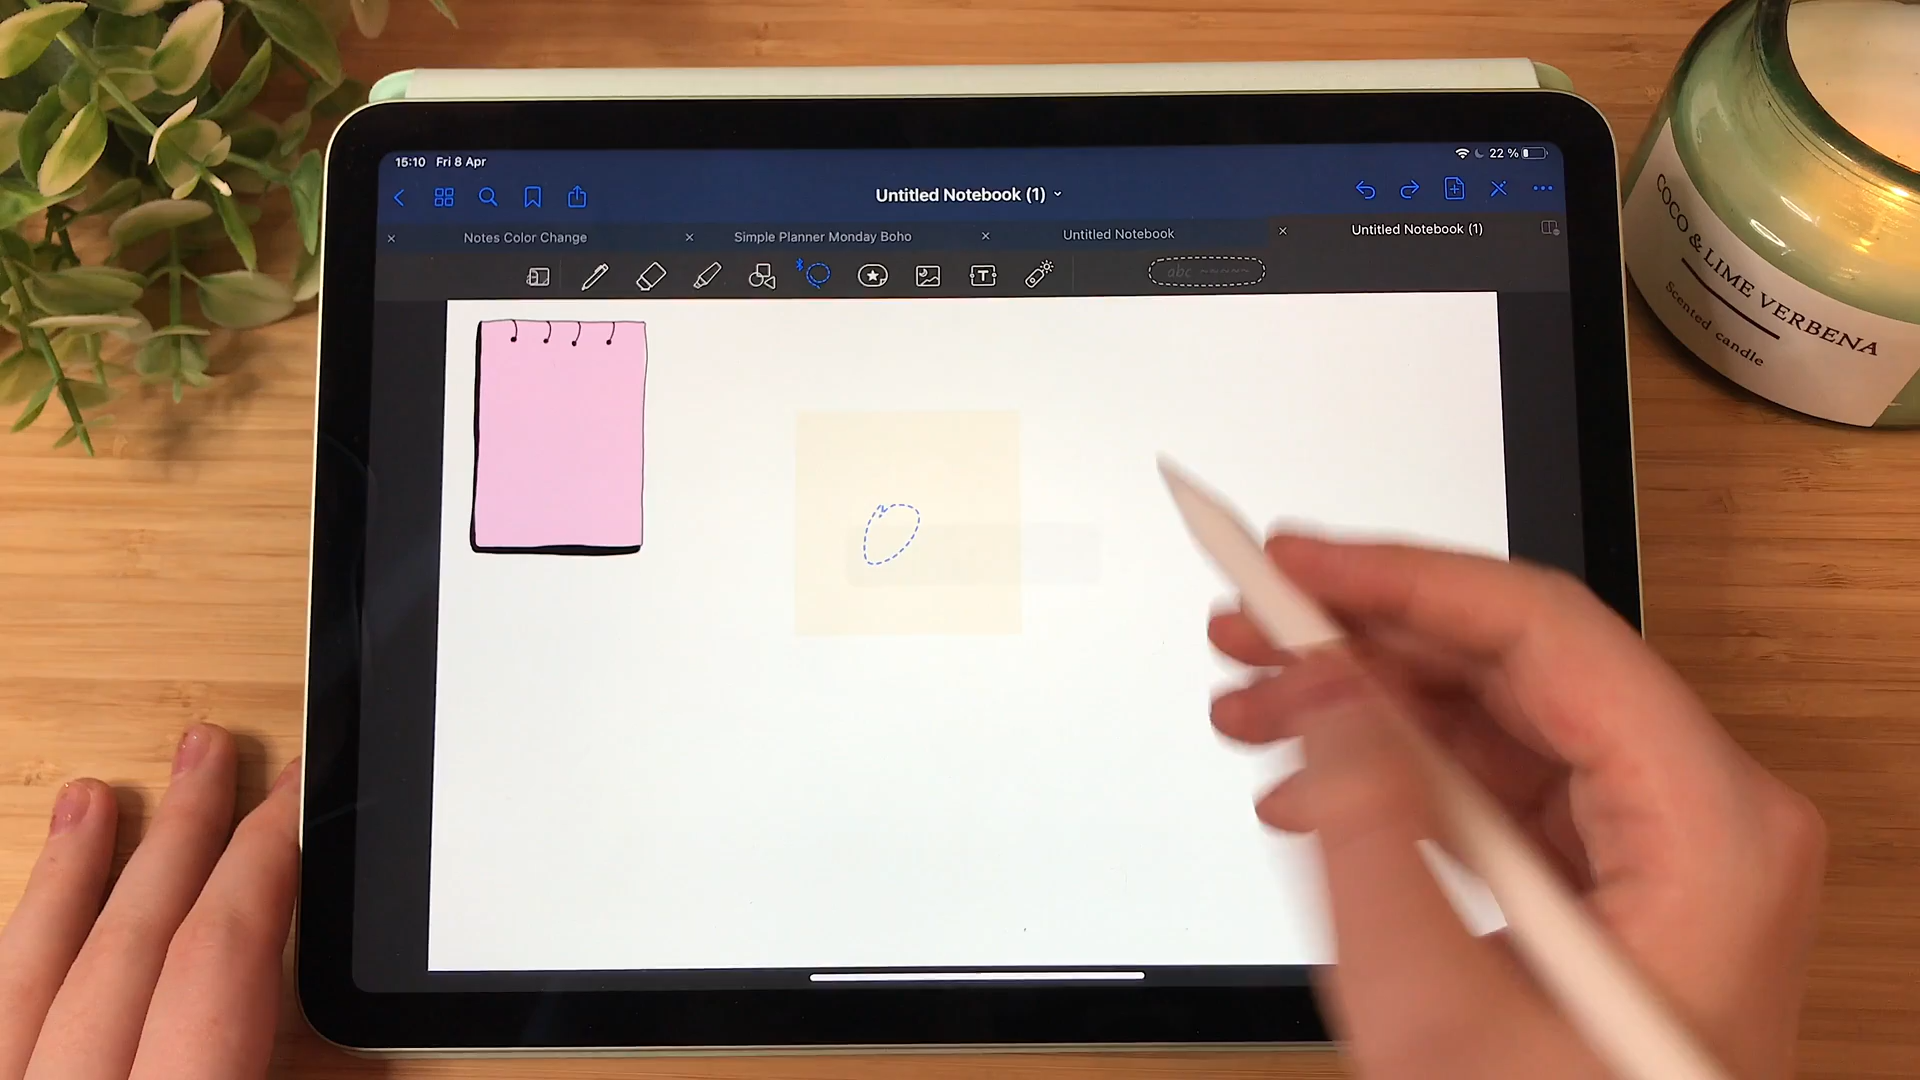 15:10 Fri 8 Apr
22 %
Untitled Notebook (1)
Notes Color Change
Simple Planner Monday Boho
Untitled Notebook
Untitled Notebook (1)
T
abc
COCO & LIME VERBENA
Scented candle